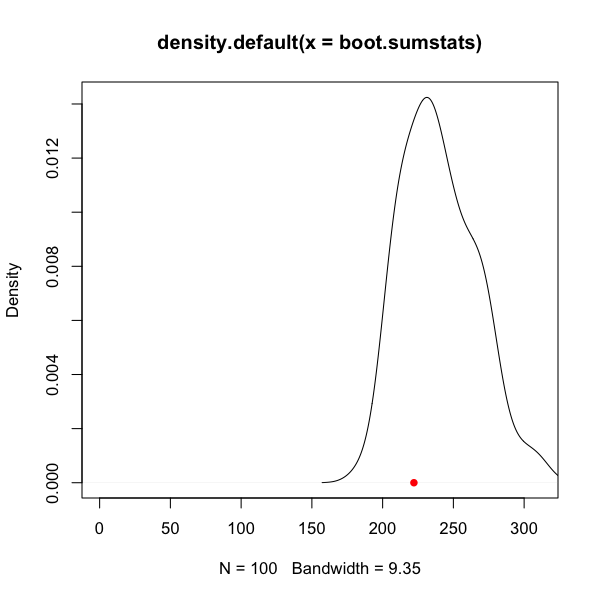 density.default(x = boot.sumstats)
Density
0.012
0.008
0.004
0.000
0 50 100 150 200 250 300
N = 100 Bandwidth = 9.35